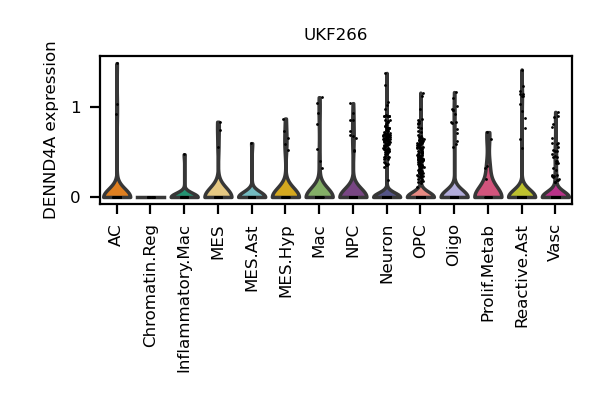 UKF266
DENND4A expression
1
0
AC
Chromatin.Reg
Inflammatory.Mac
MES
MES.Ast
MES.Hyp
Mac
NPC
Neuron
OPC
Oligo
Prolif.Metab
Reactive.Ast
Vasc